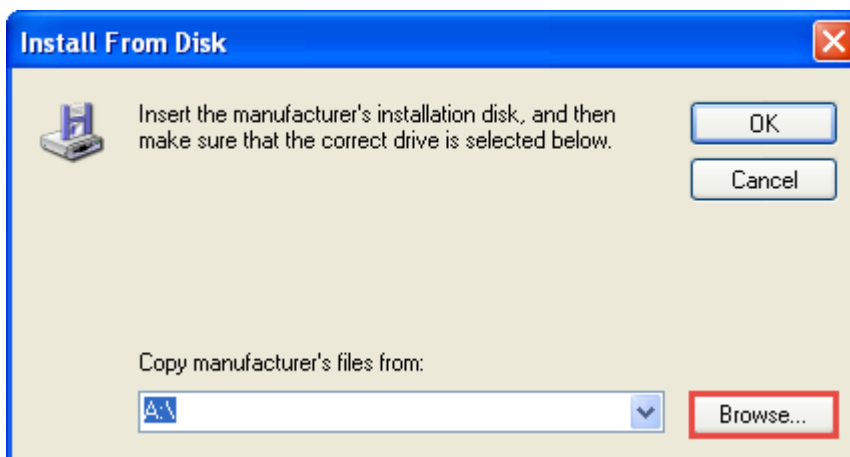 Install From Disk
Insert the manufacturer's installation disk, and then
make sure that the correct drive is selected below.
OK
Cancel
Copy manufacturer's files from:
A:\
Browse...